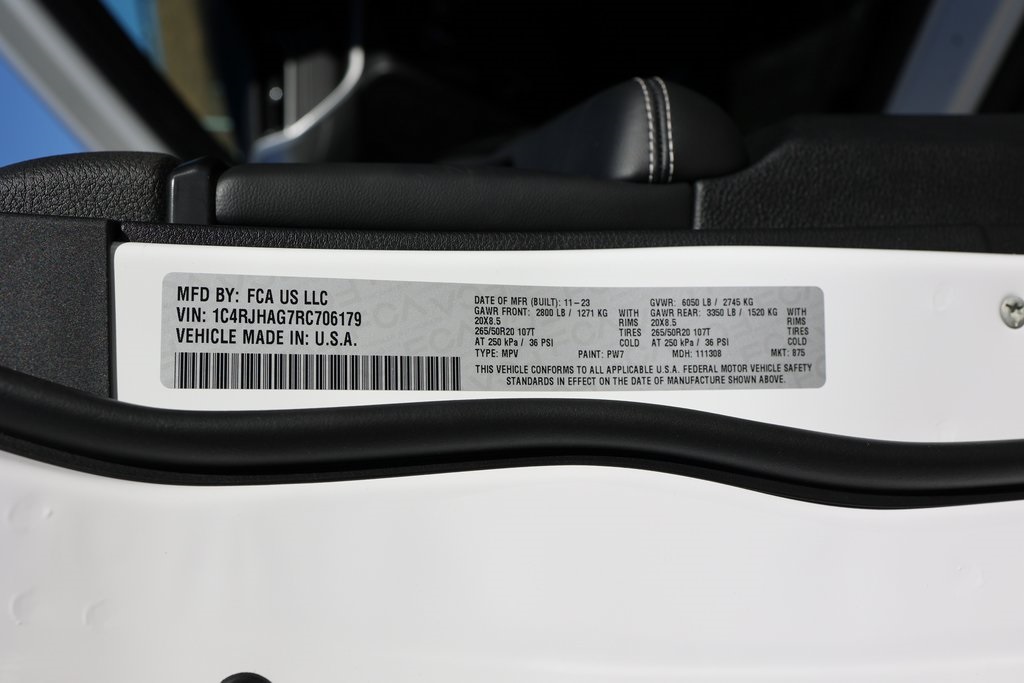 MFD BY: FCA US LLC
VIN: 1C4RJHAG7RC706179
VEHICLE MADE IN: U.S.A.
DATE OF MFR (BUILT): 11-23 GVWR: 6050 LB / 2745 KG
GAWR FRONT: 2800 LB / 1271 KG WITH GAWR REAR: 3350 LB / 1520 KG WITH
20X8.5 RIMS 20X8.5 RIMS
265/50R20 107T TIRES 265/50R20 107T TIRES
AT 250 kPa / 36 PSI COLD AT 250 kPa / 36 PSI COLD
TYPE: MPV PAINT: PW7 MDH: 111308 MKT: 875
THIS VEHICLE CONFORMS TO ALL APPLICABLE U.S.A. FEDERAL MOTOR VEHICLE SAFETY
STANDARDS IN EFFECT ON THE DATE OF MANUFACTURE SHOWN ABOVE.